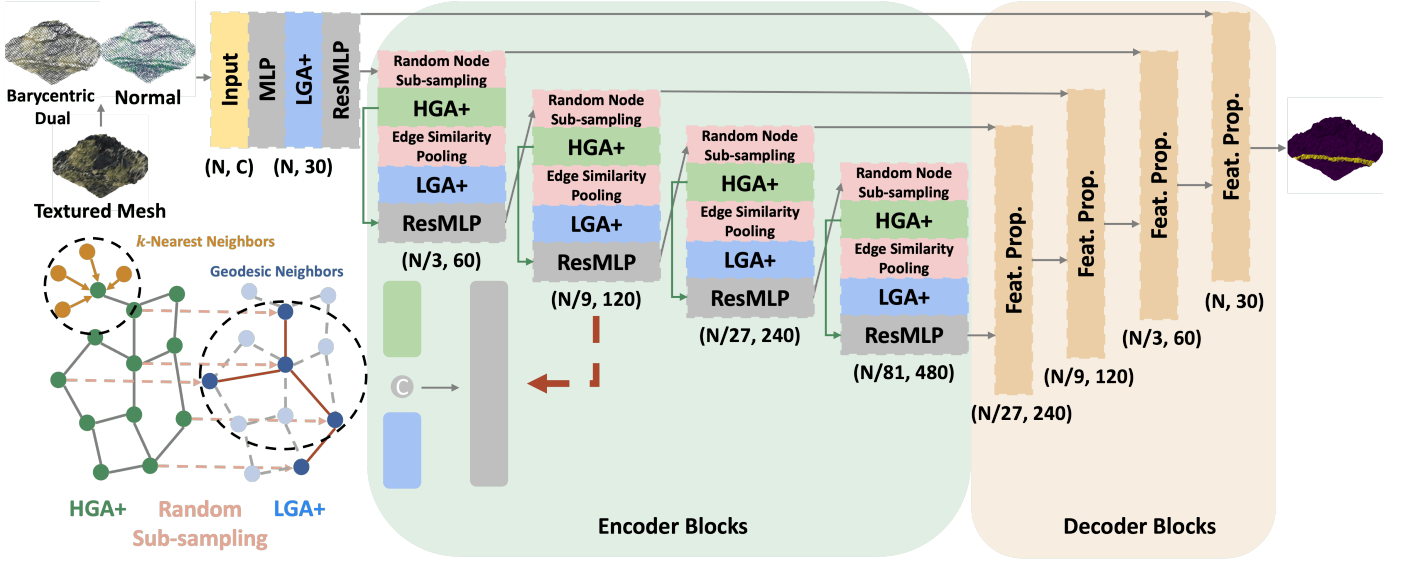 Barycentric
Dual
Normal
Textured Mesh
Input
MLP
LGA+
ResMLP
(N, C)
(N, 30)
Random Node
Sub-sampling
HGA+
Edge Similarity
Pooling
LGA+
ResMLP
(N/3, 60)
Random Node
Sub-sampling
HGA+
Edge Similarity
Pooling
LGA+
ResMLP
(N/9, 120)
Random Node
Sub-sampling
HGA+
Edge Similarity
Pooling
LGA+
ResMLP
(N/27, 240)
Random Node
Sub-sampling
HGA+
Edge Similarity
Pooling
LGA+
ResMLP
(N/81, 480)
Feat. Prop.
(N/27, 240)
Feat. Prop.
(N/9, 120)
Feat. Prop.
(N/3, 60)
Feat. Prop.
(N, 30)
k-Nearest Neighbors
Geodesic Neighbors
HGA+
Random
Sub-sampling
LGA+
C
Encoder Blocks
Decoder Blocks